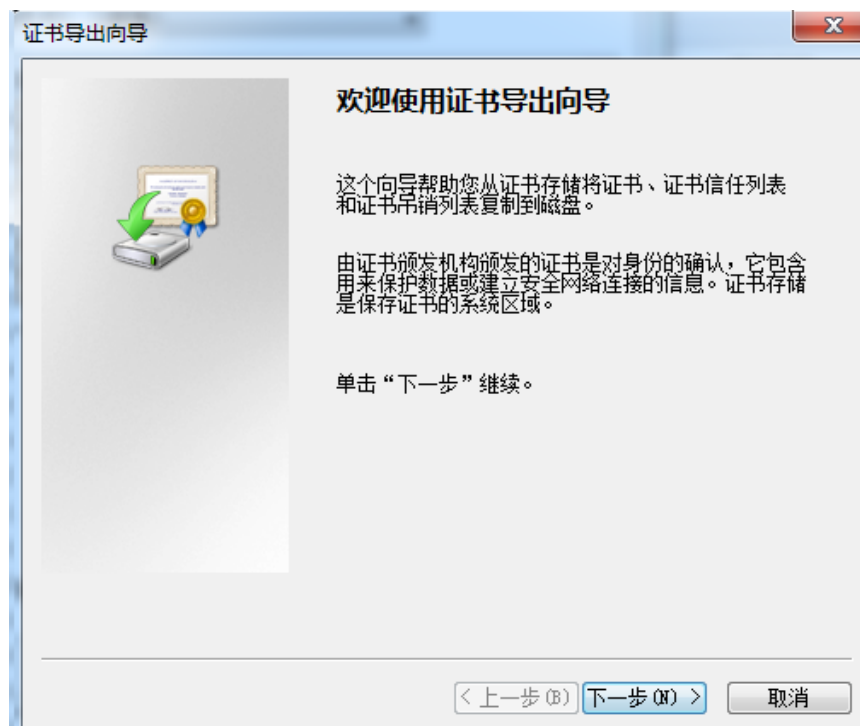 证书导出向导
欢迎使用证书导出向导
这个向导帮助您从证书存储将证书、证书信任列表
和证书吊销列表复制到磁盘。
由证书颁发机构颁发的证书是对身份的确认，它包含
用来保护数据或建立安全网络连接的信息。证书存储
是保存证书的系统区域。
单击“下一步”继续。
< 上一步(B) 下一步(N) > 取消